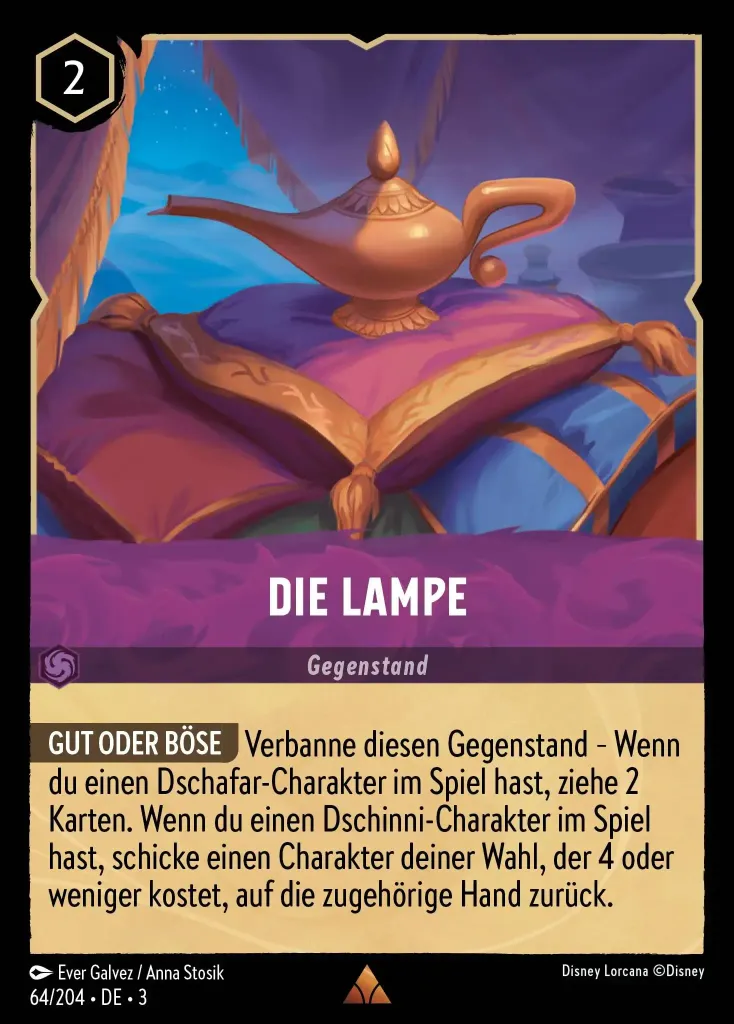 2
DIE LAMPE
Gegenstand
GUT ODER BÖSE Verbanne diesen Gegenstand - Wenn
du einen Dschafar-Charakter im Spiel hast, ziehe 2
Karten. Wenn du einen Dschinni-Charakter im Spiel
hast, schicke einen Charakter deiner Wahl, der 4 oder
weniger kostet, auf die zugehörige Hand zurück.
Ever Galvez / Anna Stosik
Disney Lorcana ©Disney
64/204 • DE • 3